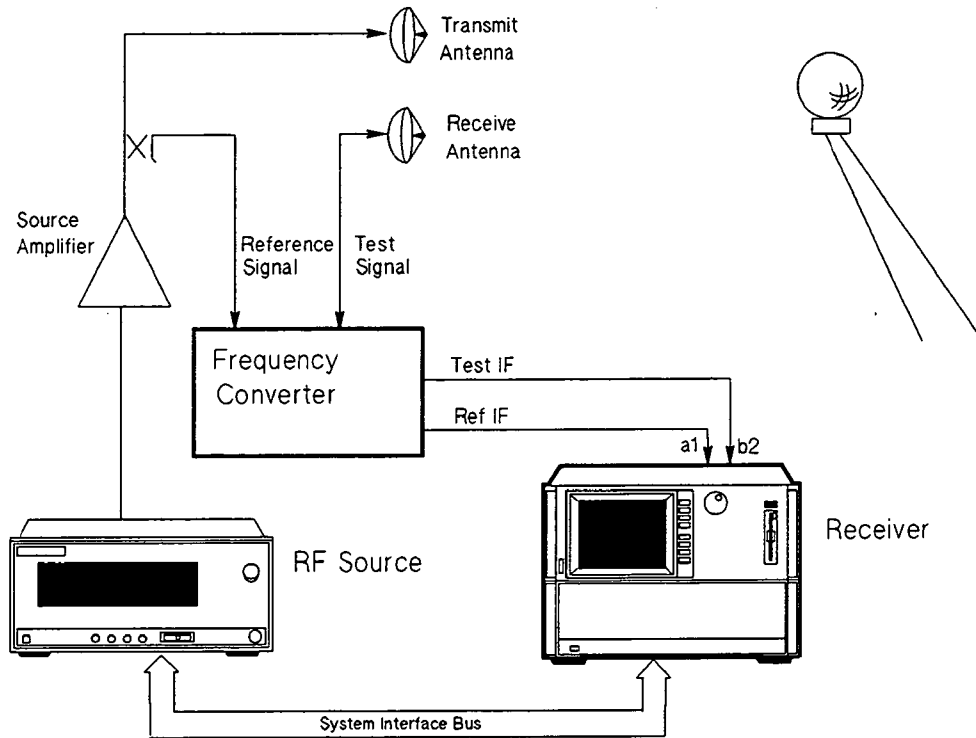 Transmit
Antenna
Receive
Antenna
Source
Amplifier
Reference
Signal
Test
Signal
Frequency
Converter
Test IF
Ref IF
a1
b2
Receiver
RF Source
System Interface Bus